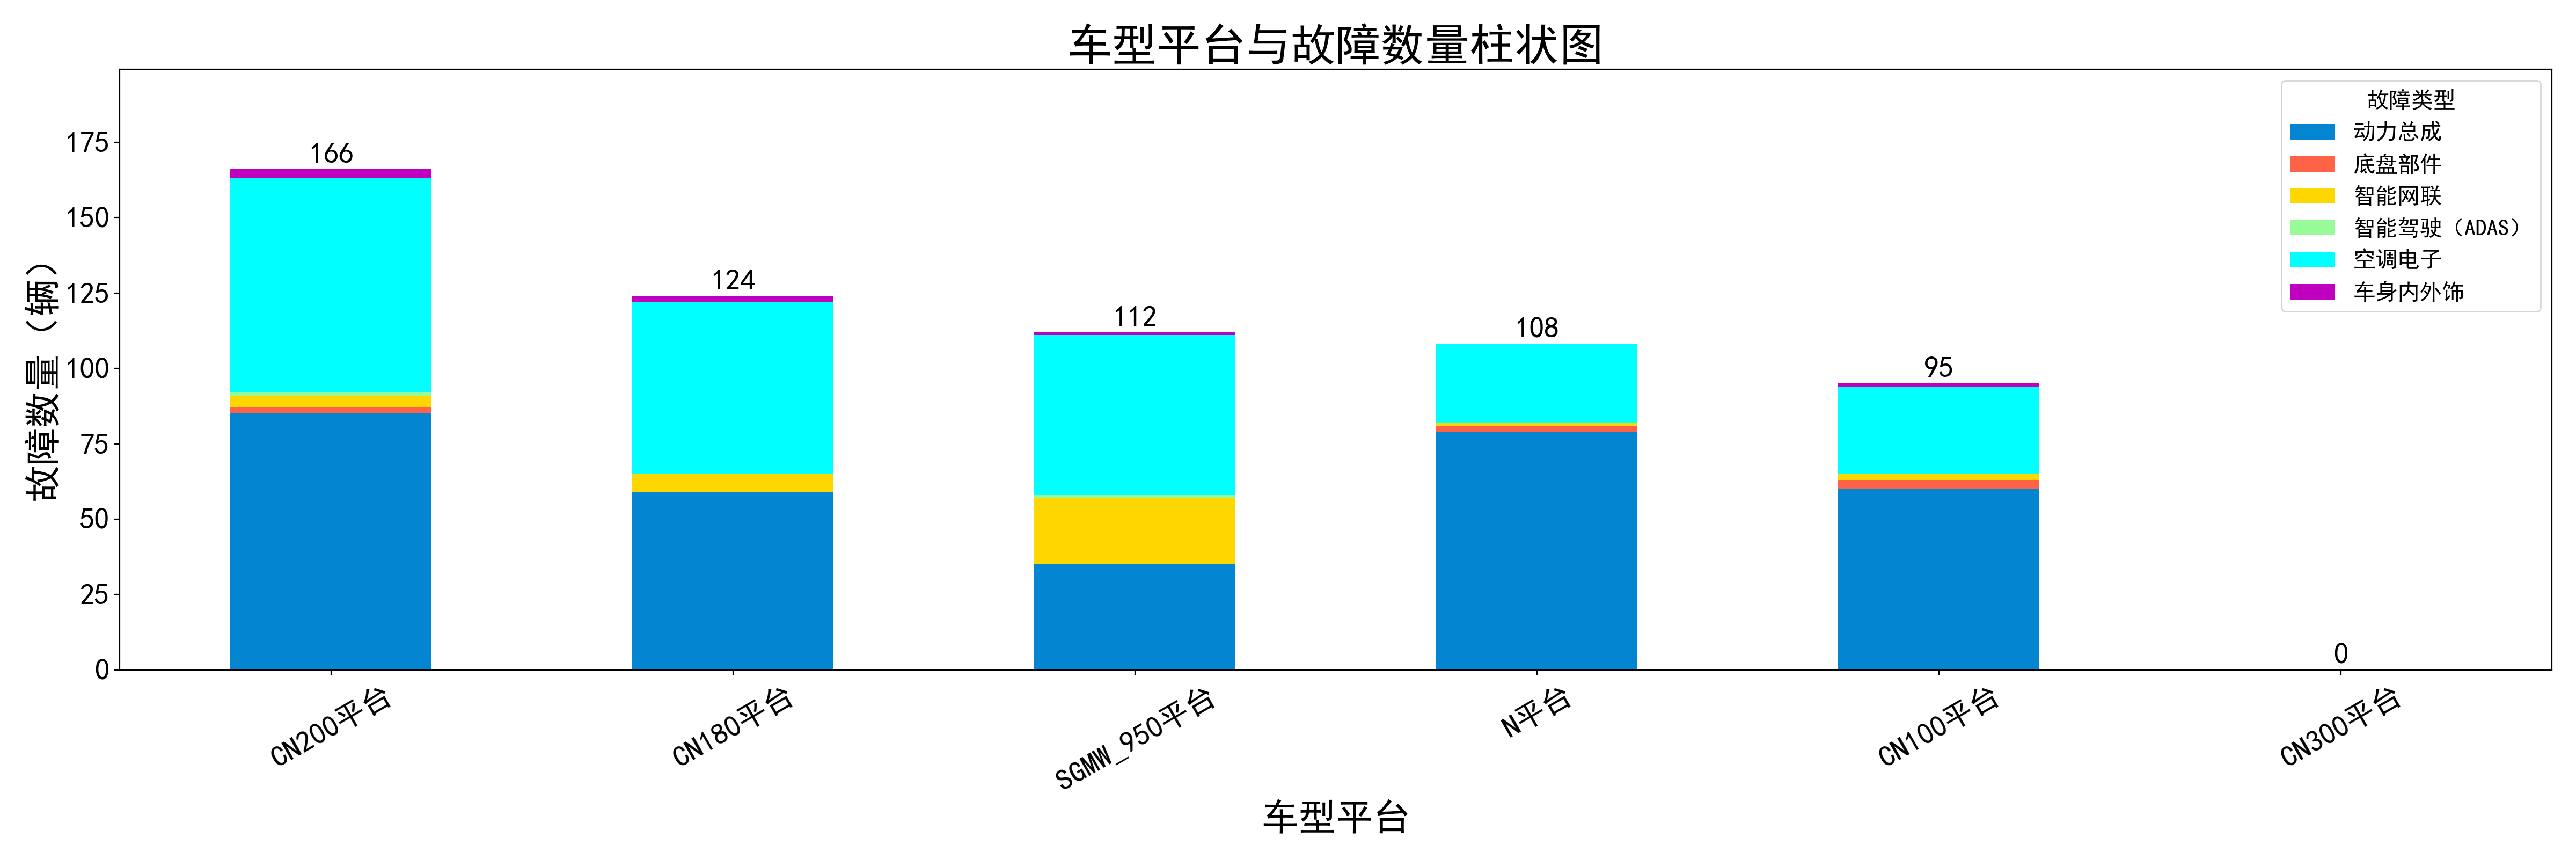 车型平台与故障数量柱状图
故障数量（辆）
175
150
125
100
75
50
25
0
166
124
112
108
95
0
故障类型
动力总成
底盘部件
智能网联
智能驾驶（ADAS）
空调电子
车身内外饰
CN200平台
CN180平台
SGMW_950平台
N平台
CN100平台
CN300平台
车型平台